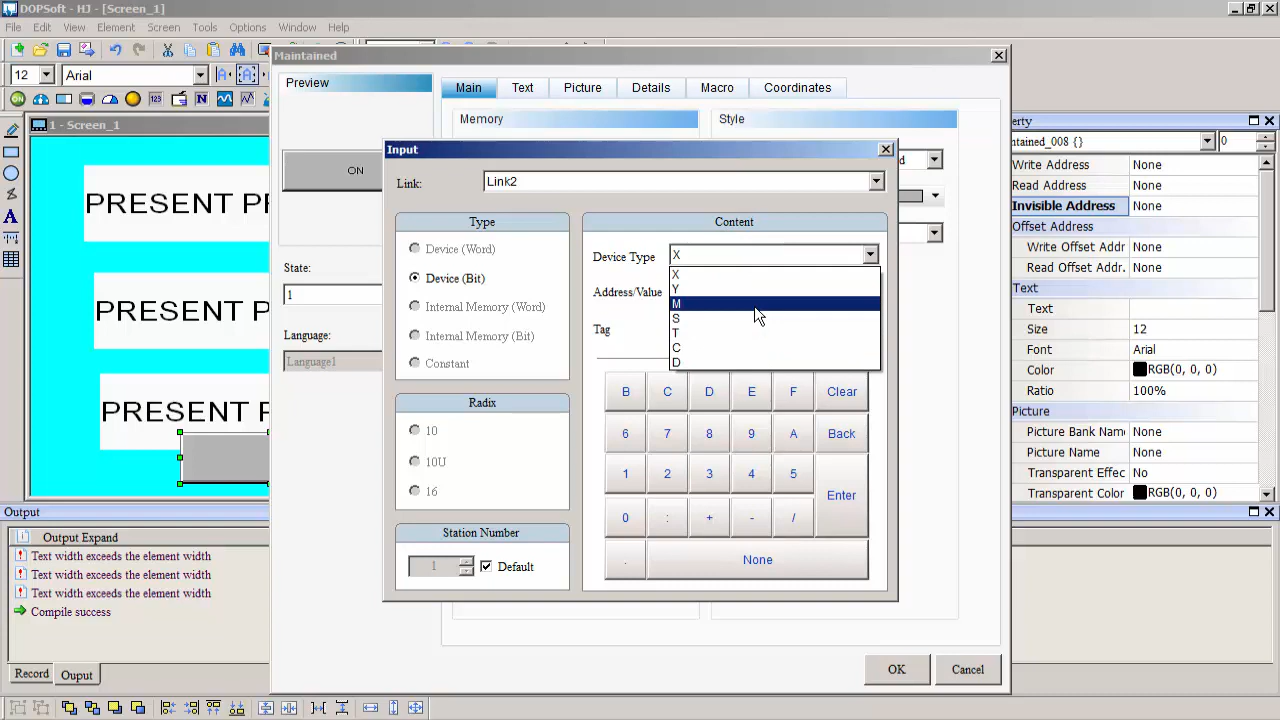 DOPSoft - HJ - [Screen_1]
File Edit View Element Screen Tools Options Window Help
12 Arial
Maintained
Preview
Main Text Picture Details Macro Coordinates
Memory
Style
1 - Screen_1
PRESENT PR
PRESENT P
PRESENT P
ON
State:
1
Language:
Language1
Input
Link: Link2
Type
Device (Word)
Device (Bit)
Internal Memory (Word)
Internal Memory (Bit)
Constant
Radix
10
10U
16
Station Number
1 Default
Content
Device Type X
X
Y
M
S
T
C
D
Address/Value
Tag
B C D E F Clear
6 7 8 9 A Back
1 2 3 4 5 Enter
0 : + - /
. None
OK Cancel
d
erty
ntained_008 {} 0
Write Address None
Read Address None
Invisible Address None
Offset Address
Write Offset Addr None
Read Offset Addr. None
Text
Text
Size 12
Font Arial
Color RGB(0, 0, 0)
Ratio 100%
Picture
Picture Bank Name None
Picture Name None
Transparent Effec No
Transparent Color RGB(0, 0, 0)
Output
Output Expand
Text width exceeds the element width
Text width exceeds the element width
Text width exceeds the element width
Compile success
Record Ouput